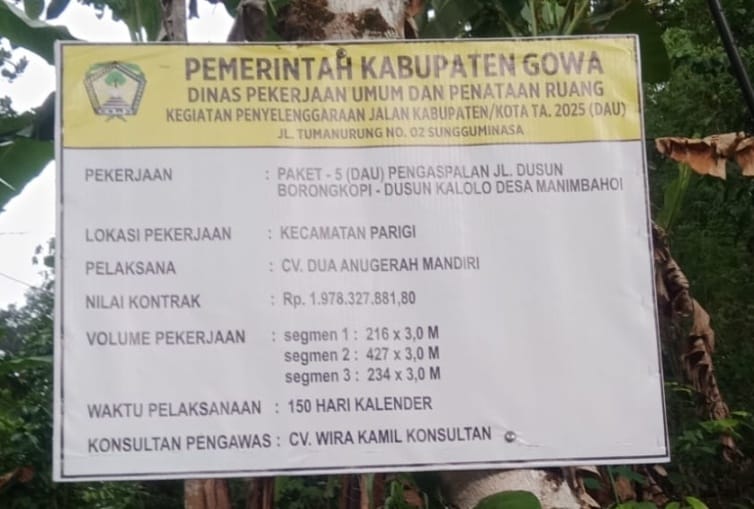 PEMERINTAH KABUPATEN GOWA
DINAS PEKERJAAN UMUM DAN PENATAAN RUANG
KEGIATAN PENYELENGGARAAN JALAN KABUPATEN/KOTA TA. 2025 (DAU)
JL. TUMANURUNG NO. 02 SUNGGUMINASA
PEKERJAAN : PAKET - 5 (DAU) PENGASPALAN JL. DUSUN
BORONGKOPI - DUSUN KALOLO DESA MANIMBAHOI
LOKASI PEKERJAAN : KECAMATAN PARIGI
PELAKSANA : CV. DUA ANUGERAH MANDIRI
NILAI KONTRAK : Rp. 1.978.327.881,80
VOLUME PEKERJAAN : segmen 1 : 216 x 3,0 M
segmen 2 : 427 x 3,0 M
segmen 3 : 234 x 3,0 M
WAKTU PELAKSANAAN : 150 HARI KALENDER
KONSULTAN PENGAWAS : CV. WIRA KAMIL KONSULTAN